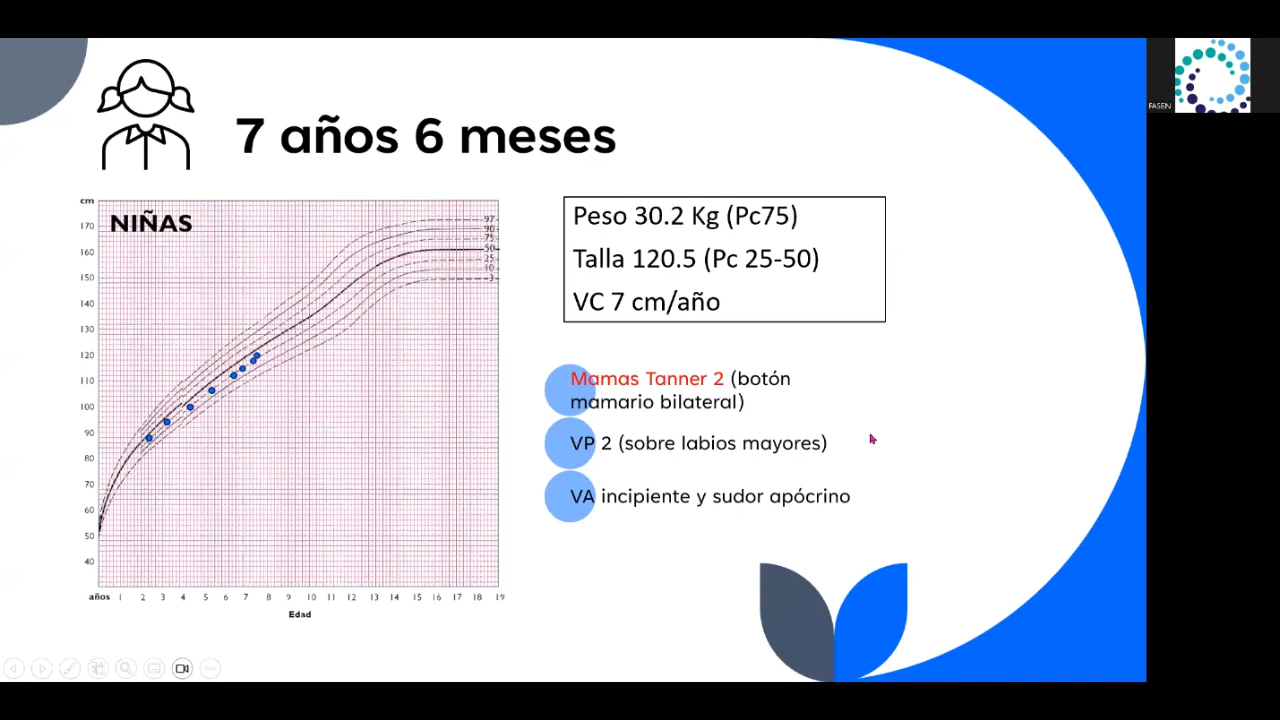 FASEN
7 años 6 meses
cm
NIÑAS
170
160
150
140
130
120
110
100
90
80
70
60
50
40
97
90
75
50
25
10
3
años 1 2 3 4 5 6 7 8 9 10 11 12 13 14 15 16 17 18 19
Edad
Peso 30.2 Kg (Pc75)
Talla 120.5 (Pc 25-50)
VC 7 cm/año
Mamas Tanner 2 (botón
mamario bilateral)
VP 2 (sobre labios mayores)
VA incipiente y sudor apócrino